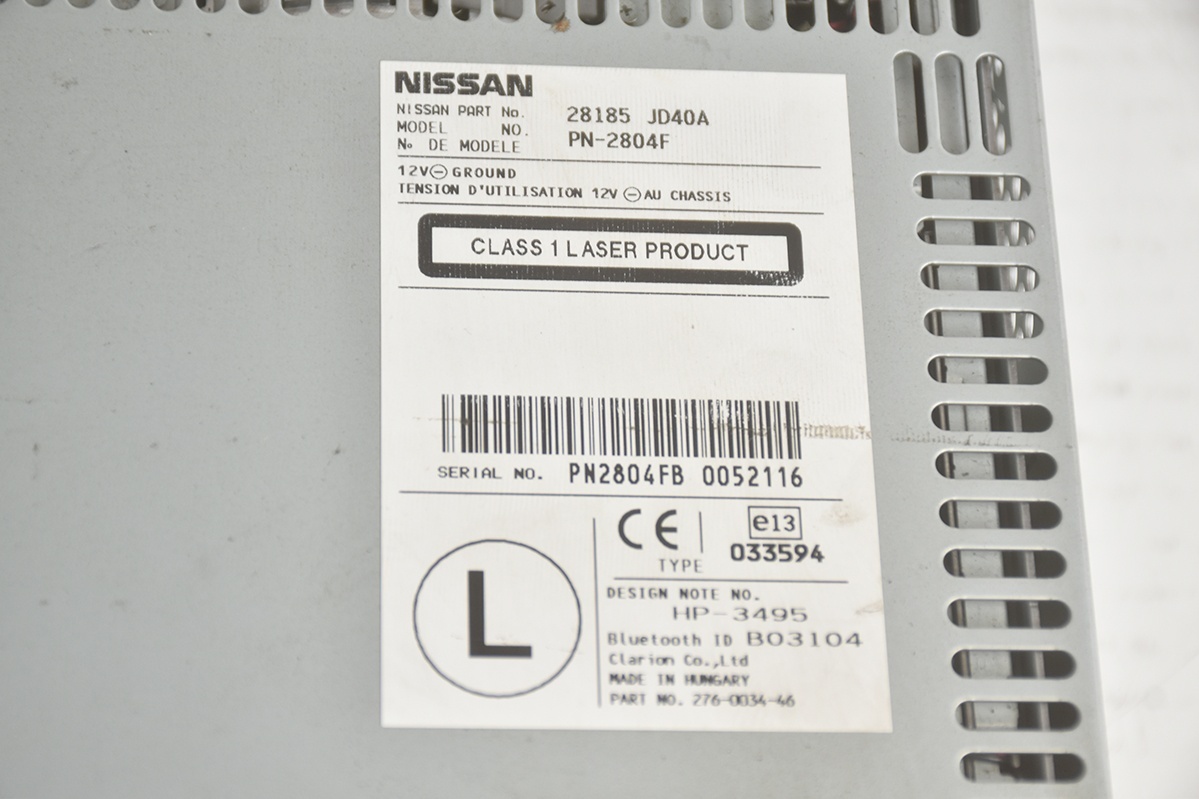 NISSAN
NISSAN PART No. 28185 JD40A
MODEL NO. PN-2804F
No DE MODELE
12V⊖GROUND
TENSION D'UTILISATION 12V ⊖AU CHASSIS
CLASS 1 LASER PRODUCT
SERIAL NO. PN2804FB 0052116
L
CE e13
TYPE 033594
DESIGN NOTE NO.
HP-3495
Bluetooth ID B03104
Clarion Co.,Ltd
MADE IN HUNGARY
PART NO. 276-0034-46